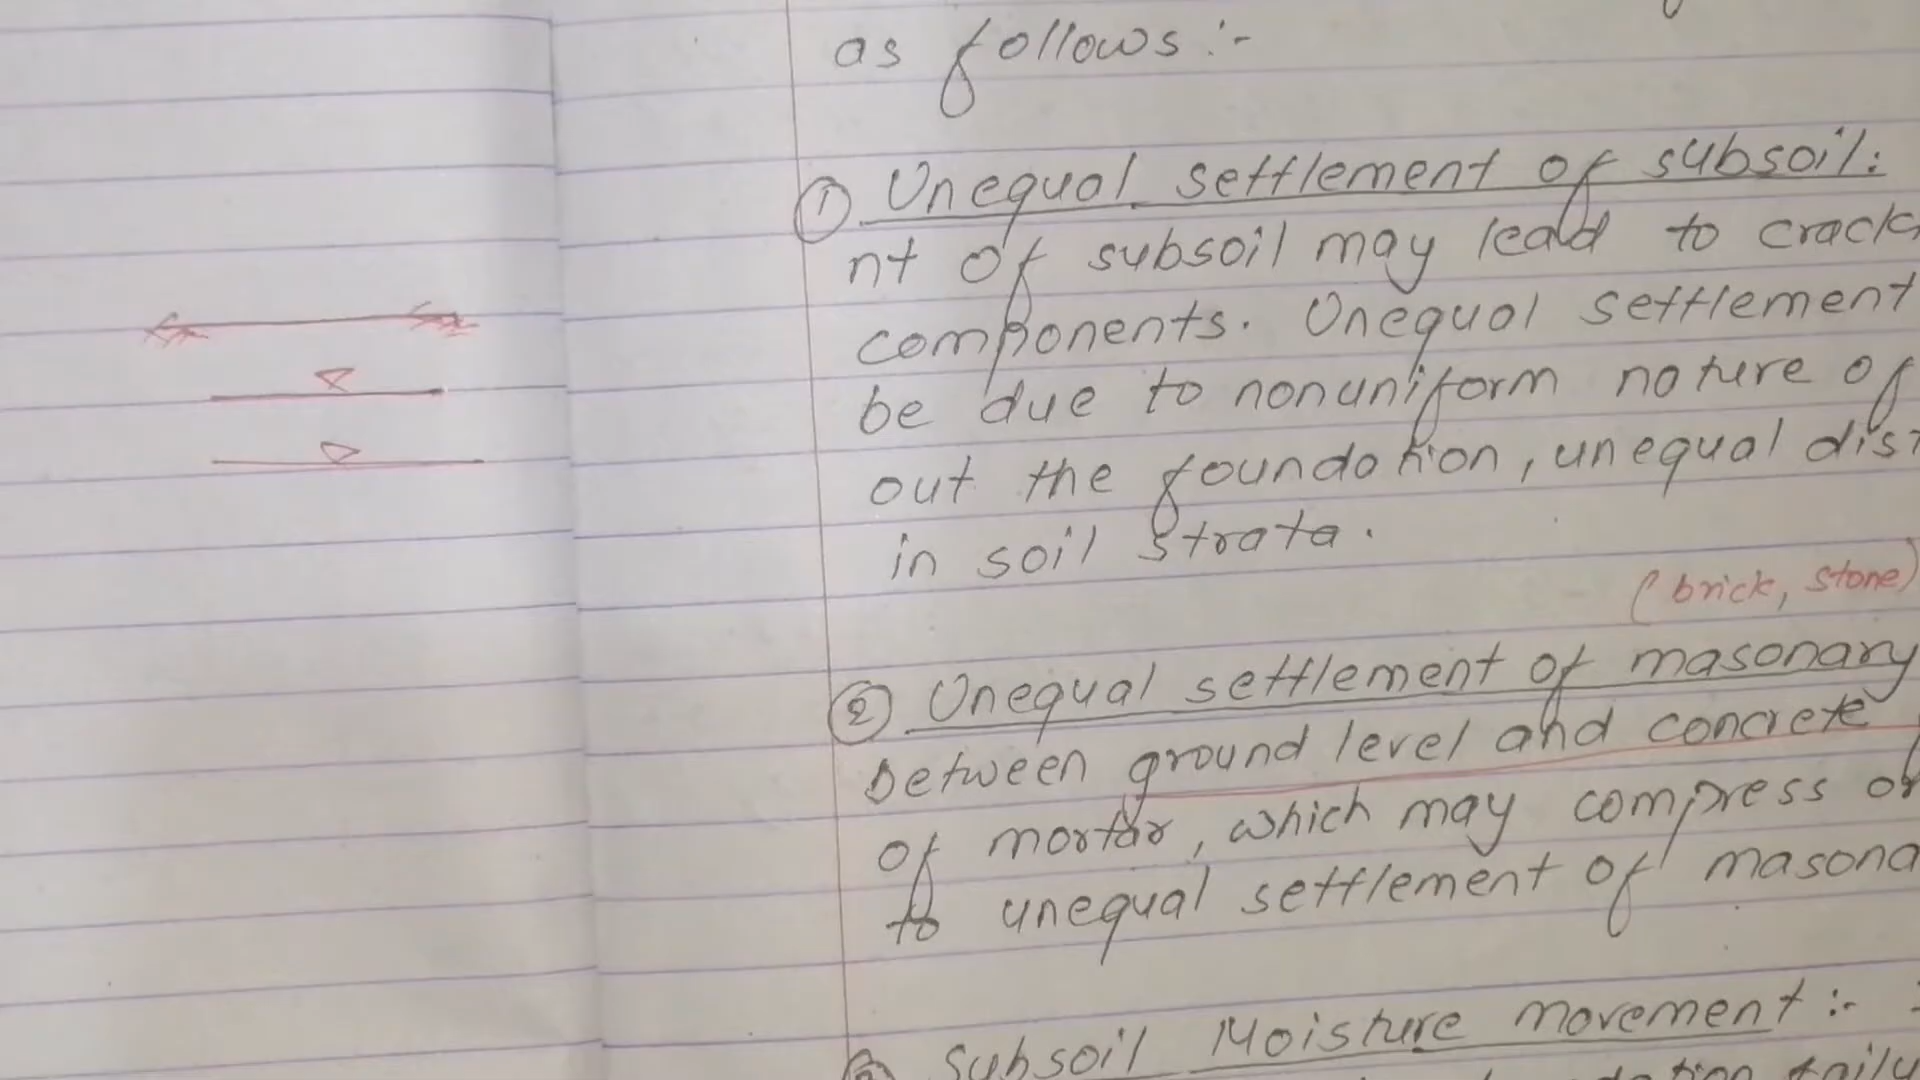 as follows :-
① Unequal settlement of subsoil:
nt of subsoil may lead to crack
components. Unequal settlement
be due to nonuniform nature of
out the foundation, unequal dist
in soil strata.
(brick, stone)
② Unequal settlement of masonary
between ground level and concrete
of mortar, which may compress or
to unequal settlement of masona
③ Subsoil Moisture movement :-